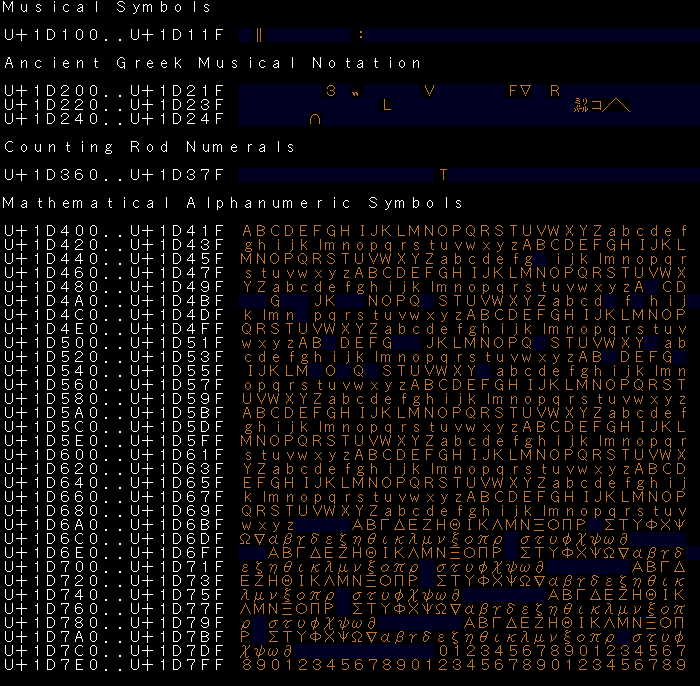 Musical Symbols
U+1D100..U+1D11F ‖ :
Ancient Greek Musical Notation
U+1D200..U+1D21F 3 „ V F∇ R
U+1D220..U+1D23F L コ／＼
U+1D240..U+1D24F ∩
Counting Rod Numerals
U+1D360..U+1D37F T
Mathematical Alphanumeric Symbols
U+1D400..U+1D41F ABCDEFGHIJKLMNOPQRSTUVWXYZabcdef
U+1D420..U+1D43F ghijklmnopqrstuvwxyzABCDEFGHIJKL
U+1D440..U+1D45F MNOPQRSTUVWXYZabcdefg ijklmnopqr
U+1D460..U+1D47F stuvwxyzABCDEFGHIJKLMNOPQRSTUVWX
U+1D480..U+1D49F YZabcdefghijklmnopqrstuvwxyzA CD
U+1D4A0..U+1D4BF G JK NOPQ STUVWXYZabcd f hij
U+1D4C0..U+1D4DF klmn pqrstuvwxyzABCDEFGHIJKLMNOP
U+1D4E0..U+1D4FF QRSTUVWXYZabcdefghijklmnopqrstuv
U+1D500..U+1D51F wxyzAB DEFG JKLMNOPQ STUVWXY ab
U+1D520..U+1D53F cdefghijklmnopqrstuvwxyzAB DEFG
U+1D540..U+1D55F IJKLM O Q STUVWXY abcdefghijklmn
U+1D560..U+1D57F opqrstuvwxyzABCDEFGHIJKLMNOPQRST
U+1D580..U+1D59F UVWXYZabcdefghijklmnopqrstuvwxyz
U+1D5A0..U+1D5BF ABCDEFGHIJKLMNOPQRSTUVWXYZabcdef
U+1D5C0..U+1D5DF ghijklmnopqrstuvwxyzABCDEFGHIJKL
U+1D5E0..U+1D5FF MNOPQRSTUVWXYZabcdefghijklmnopqr
U+1D600..U+1D61F stuvwxyzABCDEFGHIJKLMNOPQRSTUVWX
U+1D620..U+1D63F YZabcdefghijklmnopqrstuvwxyzABCD
U+1D640..U+1D65F EFGHIJKLMNOPQRSTUVWXYZabcdefghij
U+1D660..U+1D67F klmnopqrstuvwxyzABCDEFGHIJKLMNOP
U+1D680..U+1D69F QRSTUVWXYZabcdefghijklmnopqrstuv
U+1D6A0..U+1D6BF wxyz ΑΒΓΔΕΖΗΘΙΚΛΜΝΞΟΠΡ ΣΤΥΦΧΨ
U+1D6C0..U+1D6DF Ω∇αβγδεζηθικλμνξοπρ στυφχψω∂
U+1D6E0..U+1D6FF ΑΒΓΔΕΖΗΘΙΚΛΜΝΞΟΠΡ ΣΤΥΦΧΨΩ∇αβγδ
U+1D700..U+1D71F εζηθικλμνξοπρ στυφχψω∂ ΑΒΓΔ
U+1D720..U+1D73F ΕΖΗΘΙΚΛΜΝΞΟΠΡ ΣΤΥΦΧΨΩ∇αβγδεζηθικ
U+1D740..U+1D75F λμνξοπρ στυφχψω∂ ΑΒΓΔΕΖΗΘΙΚ
U+1D760..U+1D77F ΛΜΝΞΟΠΡ ΣΤΥΦΧΨΩ∇αβγδεζηθικλμνξοπ
U+1D780..U+1D79F ρ στυφχψω∂ ΑΒΓΔΕΖΗΘΙΚΛΜΝΞΟΠ
U+1D7A0..U+1D7BF Ρ ΣΤΥΦΧΨΩ∇αβγδεζηθικλμνξοπρ στυφ
U+1D7C0..U+1D7DF χψω∂ 012345678901234567
U+1D7E0..U+1D7FF 89012345678901234567890123456789